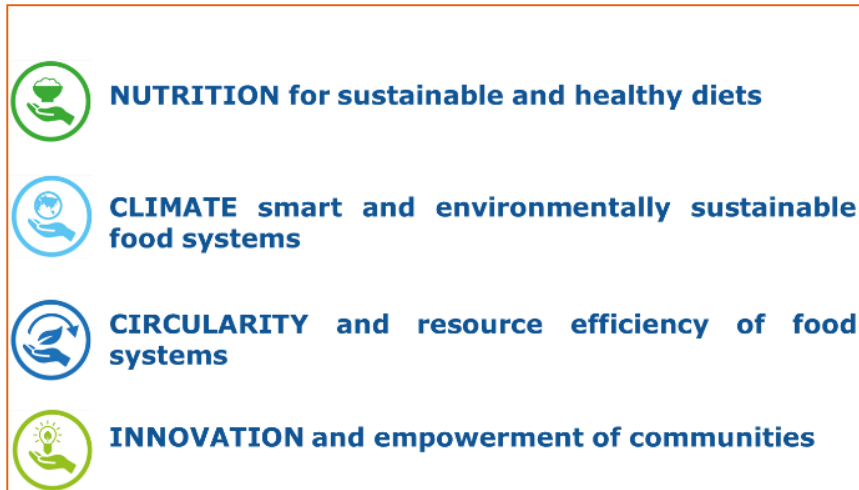 NUTRITION for sustainable and healthy diets
CLIMATE smart and environmentally sustainable
food systems
CIRCULARITY and resource efficiency of food
systems
INNOVATION and empowerment of communities